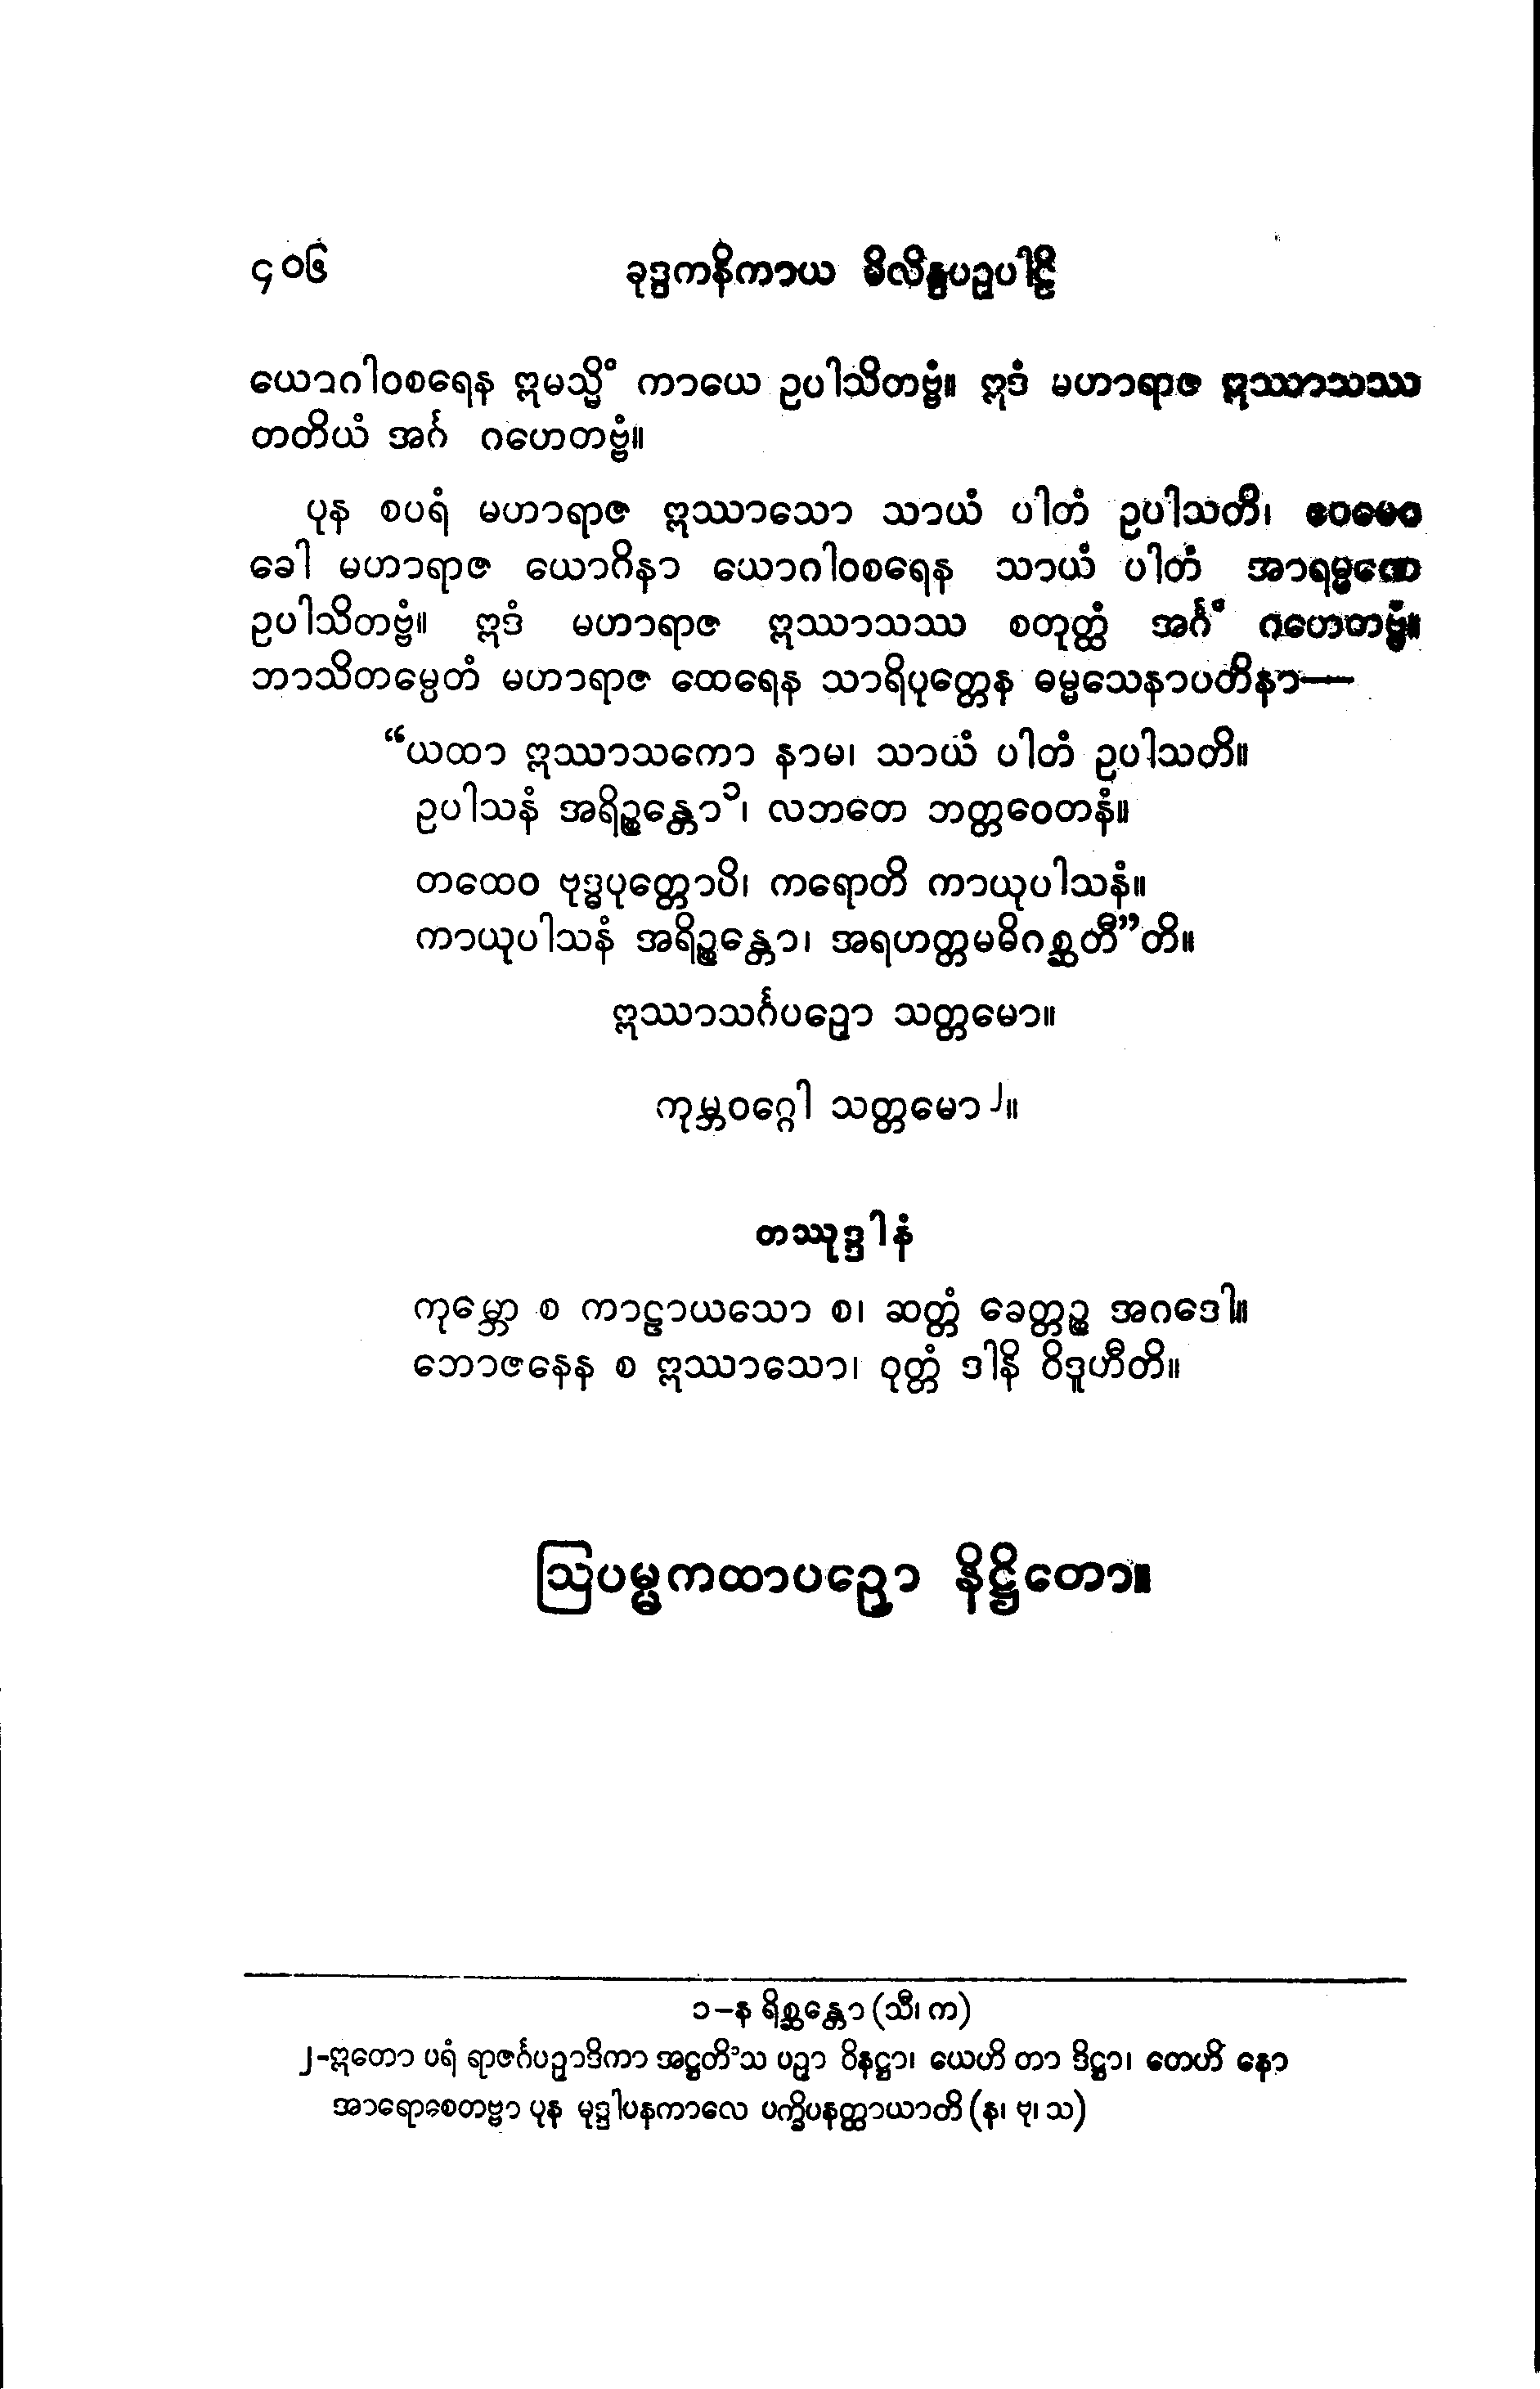 ၄၀၆ ခုဒ္ဒကနိကာယ မိလိန္ဒပဉှပါဠိ
ယောဂါဝစရေန ဣမသ္မိံ ကာယေ ဥပါသိတဗ္ဗံ။ ဣဒံ မဟာရာဇ ဣဿာသဿ
တတိယံ အင်္ဂံ ဂဟေတဗ္ဗံ။
ပုန စပရံ မဟာရာဇ ဣဿာသော သာယံ ပါတံ ဥပါသတိ၊ ဧဝမေဝ
ခေါ မဟာရာဇ ယောဂိနာ ယောဂါဝစရေန သာယံ ပါတံ အာရမ္မဏေ
ဥပါသိတဗ္ဗံ။ ဣဒံ မဟာရာဇ ဣဿာသဿ စတုတ္ထံ အင်္ဂံ ဂဟေတဗ္ဗံ။
ဘာသိတမ္ပေတံ မဟာရာဇ ထေရေန သာရိပုတ္တေန ဓမ္မသေနာပတိနာ—
“ယထာ ဣဿာသကော နာမ၊ သာယံ ပါတံ ဥပါသတိ။
ဥပါသနံ အရိဉ္စန္တော၁၊ လဘတေ ဘတ္တဝေတနံ။
တထေဝ ဗုဒ္ဓပုတ္တောပိ၊ ကရောတိ ကာယုပါသနံ။
ကာယုပါသနံ အရိဉ္စန္တော၊ အရဟတ္တမဓိဂစ္ဆတီ”တိ။
ဣဿာသင်္ဂပဉှော သတ္တမော။
ကုမ္ဘဝဂ္ဂေါ သတ္တမော၂။
တဿုဒ္ဒါနံ
ကုမ္ဘော စ ကာဠာယသော စ၊ ဆတ္တံ ခေတ္တဉ္စ အဂဒေါ။
ဘောဇနေန စ ဣဿာသော၊ ဝုတ္တံ ဒါနိ ဝိဒူဟီတိ။
ဩပမ္မကထာပဉှော နိဋ္ဌိတော။
၁-န ရိစ္ဆန္တော (သီ၊ က)
၂-ဣတော ပရံ ရာဇင်္ဂပဉှာဒိကာ အဋ္ဌတိံသ ပဉှာ ဝိနဋ္ဌာ၊ ယေဟိ တာ ဒိဋ္ဌာ၊ တေဟိ နော
အာရောစေတဗ္ဗာ ပုန မုဒ္ဒါပနကာလေ ပက္ခိပနတ္ထာယာတိ (န၊ ဗု၊ သ)